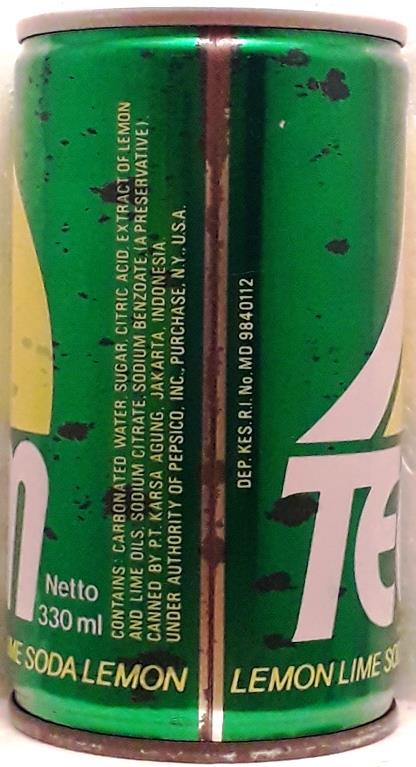 CONTAINS: CARBONATED WATER, SUGAR, CITRIC ACID, EXTRACT OF LEMON
AND LIME OILS, SODIUM CITRATE, SODIUM BENZOATE (A PRESERVATIVE).
CANNED BY P.T. KARSA AGUNG, JAKARTA, INDONESIA,
UNDER AUTHORITY OF PEPSICO, INC., PURCHASE, N.Y., U.S.A.
Netto
330 ml
DEP. KES. R.I. No. MD 9840112
n
Te
ME SODA LEMON
LEMON LIME SO